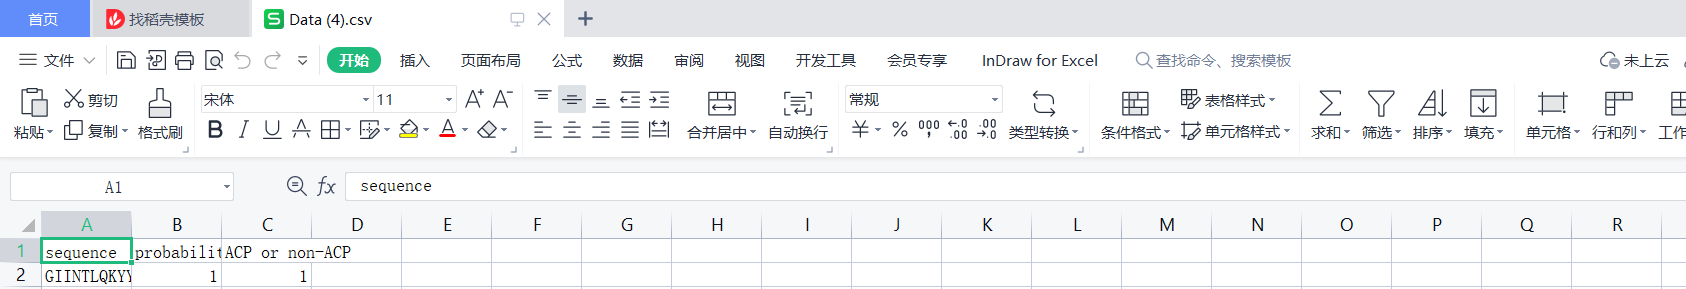 首页 找稻壳模板 Data (4).csv
文件 开始 插入 页面布局 公式 数据 审阅 视图 开发工具 会员专享 InDraw for Excel 查找命令、搜索模板 未上云
剪切 宋体 11 A+ A- 常规 表格样式
粘贴 复制 格式刷 B I U A A 合并居中 自动换行 ¥ % 000 类型转换 条件格式 单元格样式 求和 筛选 排序 填充 单元格 行和列 工作
A1 fx sequence
A B C D E F G H I J K L M N O P Q R
1 sequence probabilit ACP or non-ACP
2 GIINTLQKYY 1 1